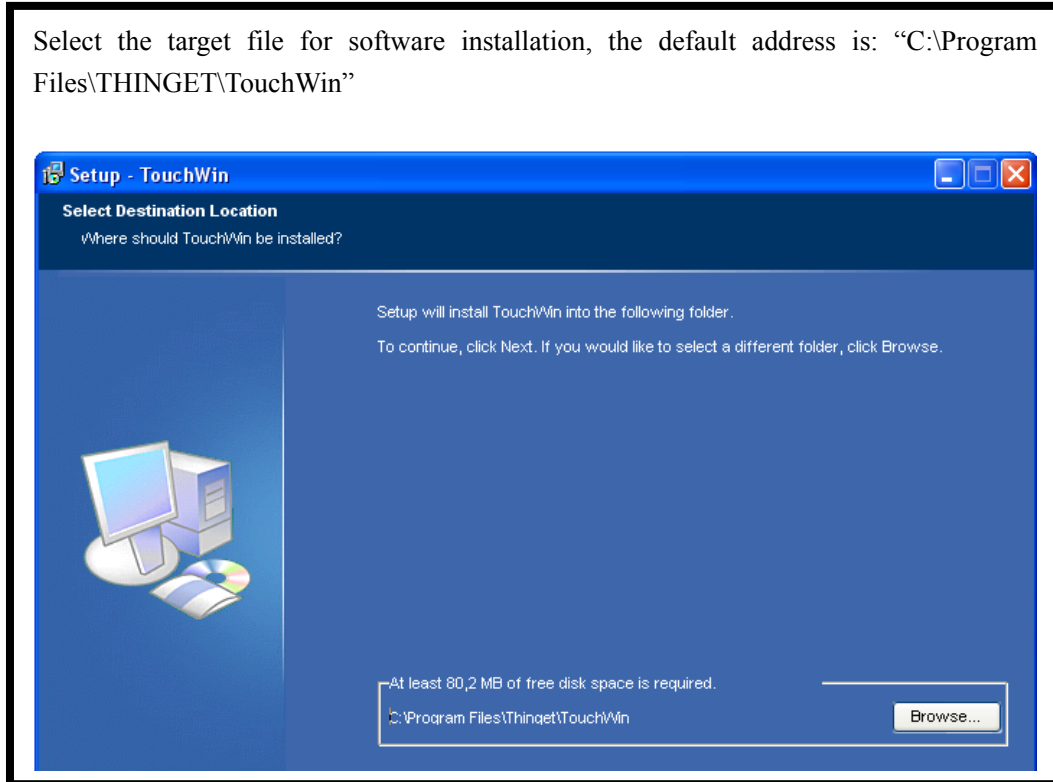 Select the target file for software installation, the default address is: “C:\Program
Files\THINGET\TouchWin”
Setup - TouchWin
Select Destination Location
Where should TouchWin be installed?
Setup will install TouchWin into the following folder.
To continue, click Next. If you would like to select a different folder, click Browse.
At least 80,2 MB of free disk space is required.
C:\Program Files\Thinget\TouchWin
Browse...